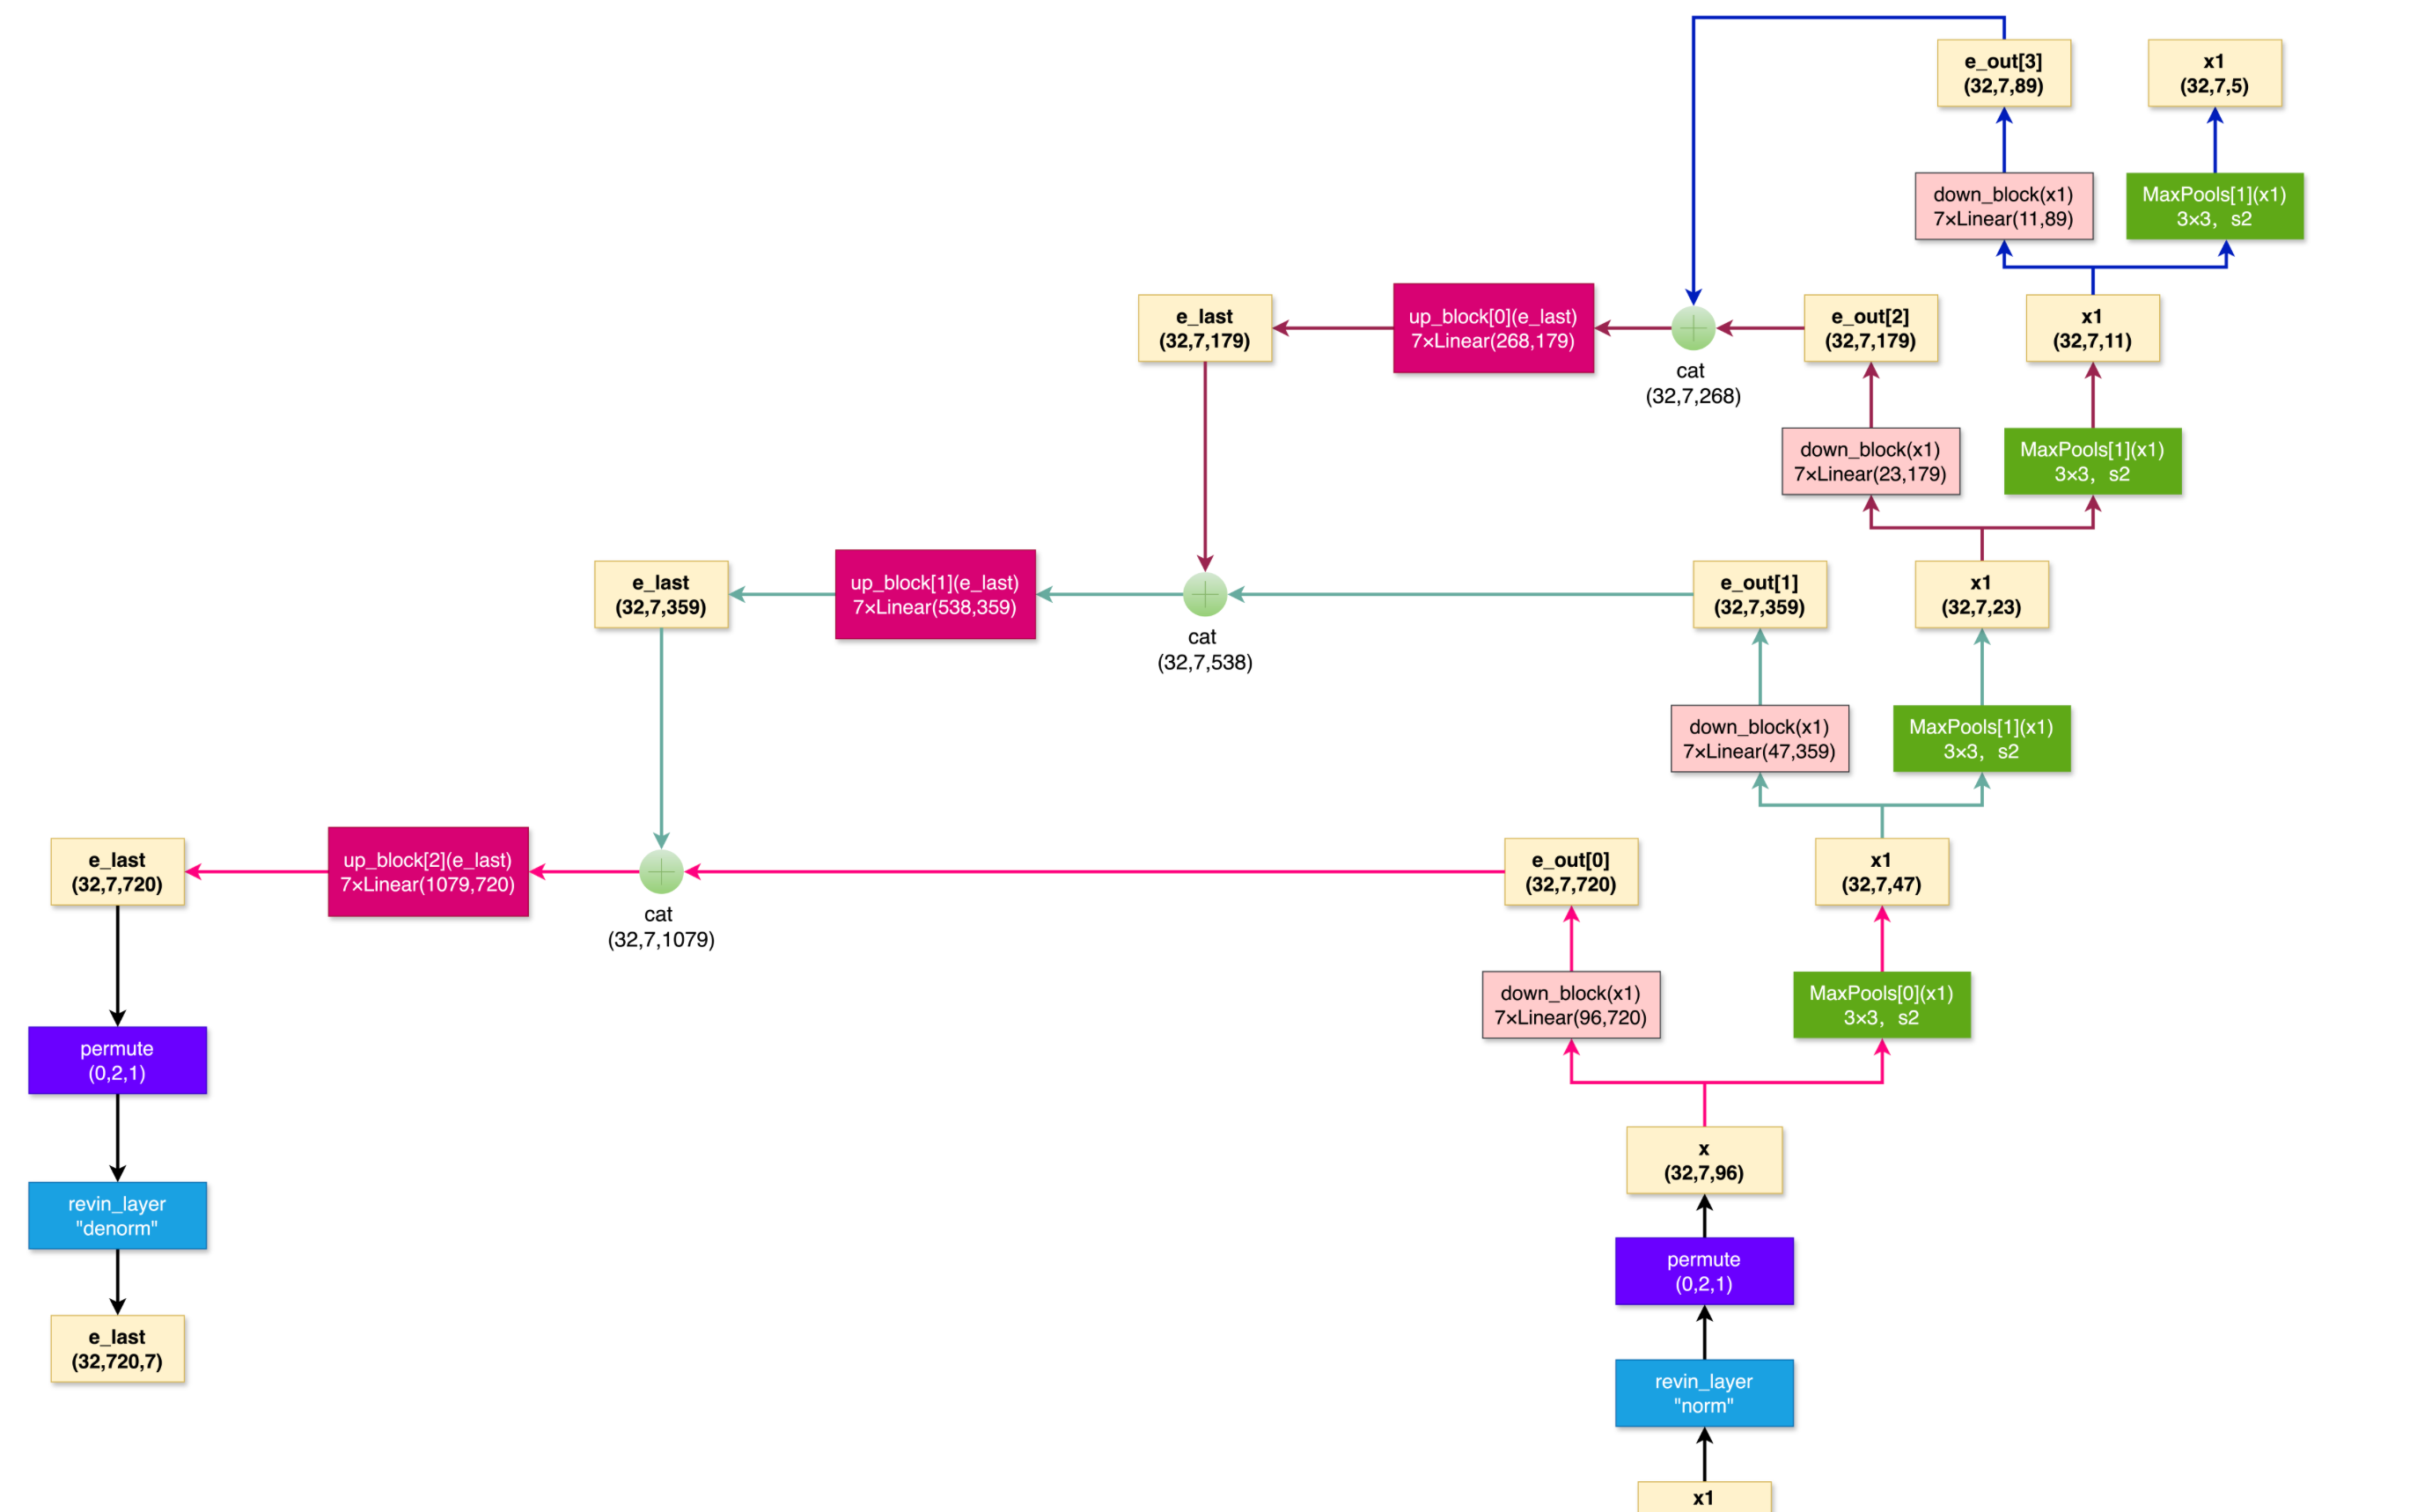 e_out[3]
(32,7,89)
x1
(32,7,5)
down_block(x1)
7×Linear(11,89)
MaxPools[1](x1)
3×3, s2
e_last
(32,7,179)
up_block[0](e_last)
7×Linear(268,179)
cat
(32,7,268)
e_out[2]
(32,7,179)
x1
(32,7,11)
down_block(x1)
7×Linear(23,179)
MaxPools[1](x1)
3×3, s2
e_last
(32,7,359)
up_block[1](e_last)
7×Linear(538,359)
cat
(32,7,538)
e_out[1]
(32,7,359)
x1
(32,7,23)
down_block(x1)
7×Linear(47,359)
MaxPools[1](x1)
3×3, s2
e_last
(32,7,720)
up_block[2](e_last)
7×Linear(1079,720)
cat
(32,7,1079)
e_out[0]
(32,7,720)
x1
(32,7,47)
down_block(x1)
7×Linear(96,720)
MaxPools[0](x1)
3×3, s2
permute
(0,2,1)
x
(32,7,96)
revin_layer
"denorm"
permute
(0,2,1)
e_last
(32,720,7)
revin_layer
"norm"
x1